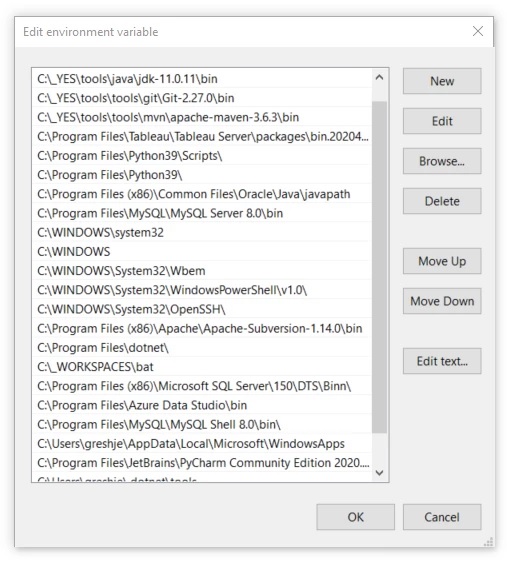 Edit environment variable
C:\_YES\tools\java\jdk-11.0.11\bin
C:\_YES\tools\tools\git\Git-2.27.0\bin
C:\_YES\tools\tools\mvn\apache-maven-3.6.3\bin
C:\Program Files\Tableau\Tableau Server\packages\bin.20204...
C:\Program Files\Python39\Scripts\
C:\Program Files\Python39\
C:\Program Files (x86)\Common Files\Oracle\Java\javapath
C:\Program Files\MySQL\MySQL Server 8.0\bin
C:\WINDOWS\system32
C:\WINDOWS
C:\WINDOWS\System32\Wbem
C:\WINDOWS\System32\WindowsPowerShell\v1.0\
C:\WINDOWS\System32\OpenSSH\
C:\Program Files (x86)\Apache\Apache-Subversion-1.14.0\bin
C:\Program Files\dotnet\
C:\_WORKSPACES\bat
C:\Program Files (x86)\Microsoft SQL Server\150\DTS\Binn\
C:\Program Files\Azure Data Studio\bin
C:\Program Files\MySQL\MySQL Shell 8.0\bin\
C:\Users\greshje\AppData\Local\Microsoft\WindowsApps
C:\Program Files\JetBrains\PyCharm Community Edition 2020....
C:\Users\greshje\.dotnet\tools
New
Edit
Browse...
Delete
Move Up
Move Down
Edit text...
OK
Cancel